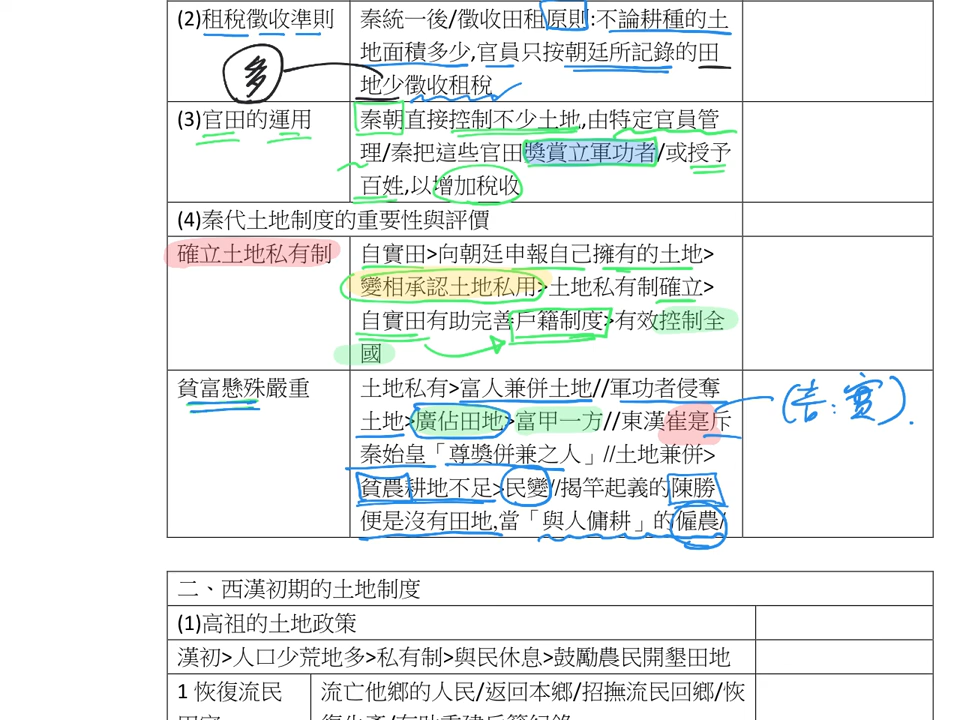 (2)租稅徵收準則
秦統一後/徵收田租原則:不論耕種的土
地面積多少,官員只按朝廷所記錄的田
地少徵收租稅
多
(3)官田的運用
秦朝直接控制不少土地,由特定官員管
理/秦把這些官田獎賞立軍功者/或授予
百姓,以增加稅收
(4)秦代土地制度的重要性與評價
確立土地私有制
自實田>向朝廷申報自己擁有的土地>
變相承認土地私用>土地私有制確立>
自實田有助完善戶籍制度>有效控制全
國
貧富懸殊嚴重
土地私有>富人兼併土地//軍功者侵奪
土地>廣佔田地>富甲一方//東漢崔寔斥
秦始皇「尊獎併兼之人」//土地兼併>
貧農耕地不足>民變//揭竿起義的陳勝
便是沒有田地,當「與人傭耕」的僱農/
(音:實).
二、西漢初期的土地制度
(1)高祖的土地政策
漢初>人口少荒地多>私有制>與民休息>鼓勵農民開墾田地
1 恢復流民
流亡他鄉的人民/返回本鄉/招撫流民回鄉/恢